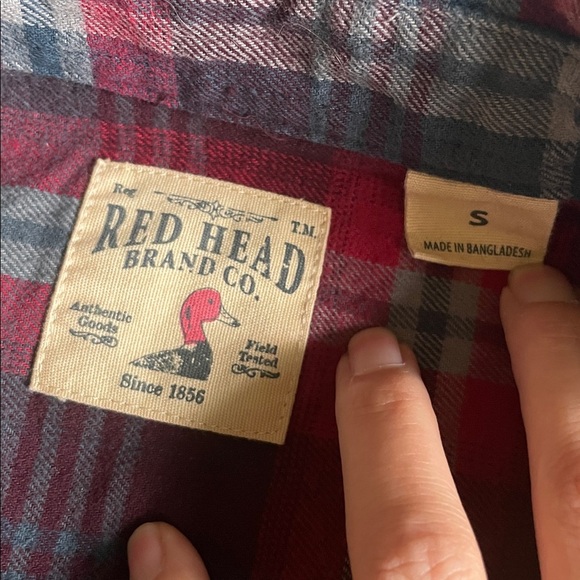 Reg
T.M.
RED HEAD
BRAND CO.
Authentic
Goods
Field
Tested
Since 1856
S
MADE IN BANGLADESH